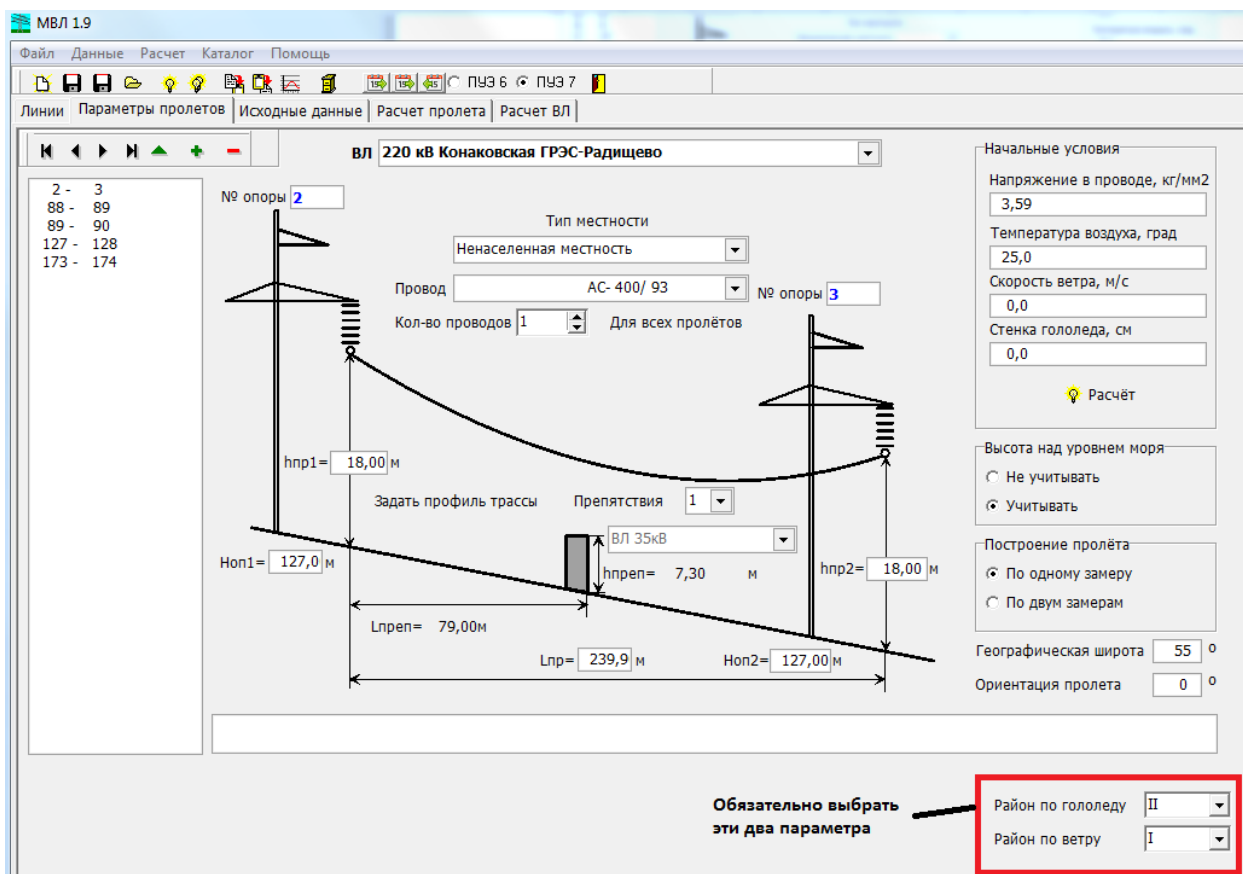 МВЛ 1.9
Файл Данные Расчет Каталог Помощь
ПУЭ 6 ПУЭ 7
Линии Параметры пролетов Исходные данные Расчет пролета Расчет ВЛ
ВЛ 220 кВ Конаковская ГРЭС-Радищево
2 - 3
88 - 89
89 - 90
127 - 128
173 - 174
№ опоры 2
Тип местности
Ненаселенная местность
Провод АС- 400/ 93
№ опоры 3
Кол-во проводов 1 Для всех пролётов
hпр1= 18,00 м
Задать профиль трассы Препятствия 1
ВЛ 35кВ
Hоп1= 127,0 м
hпреп= 7,30 м
hпр2= 18,00 м
Lпреп= 79,00м
Lпр= 239,9 м Hоп2= 127,00 м
Начальные условия
Напряжение в проводе, кг/мм2
3,59
Температура воздуха, град
25,0
Скорость ветра, м/с
0,0
Стенка гололеда, см
0,0
Расчёт
Высота над уровнем моря
Не учитывать
Учитывать
Построение пролёта
По одному замеру
По двум замерам
Географическая широта 55 o
Ориентация пролета 0 o
Обязательно выбрать
эти два параметра
Район по гололеду II
Район по ветру I